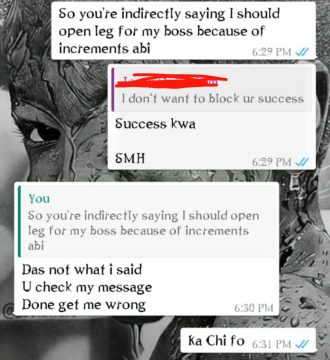 So you're indirectly saying I should
open leg for my boss because of
increments abi
6:29 PM
I don't want to block ur success
Success kwa
SMH
6:29 PM
You
So you're indirectly saying I should open
leg for my boss because of increments
abi
Das not what i said
U check my message
Done get me wrong
6:30 PM
Ka Chi fo 6:31 PM